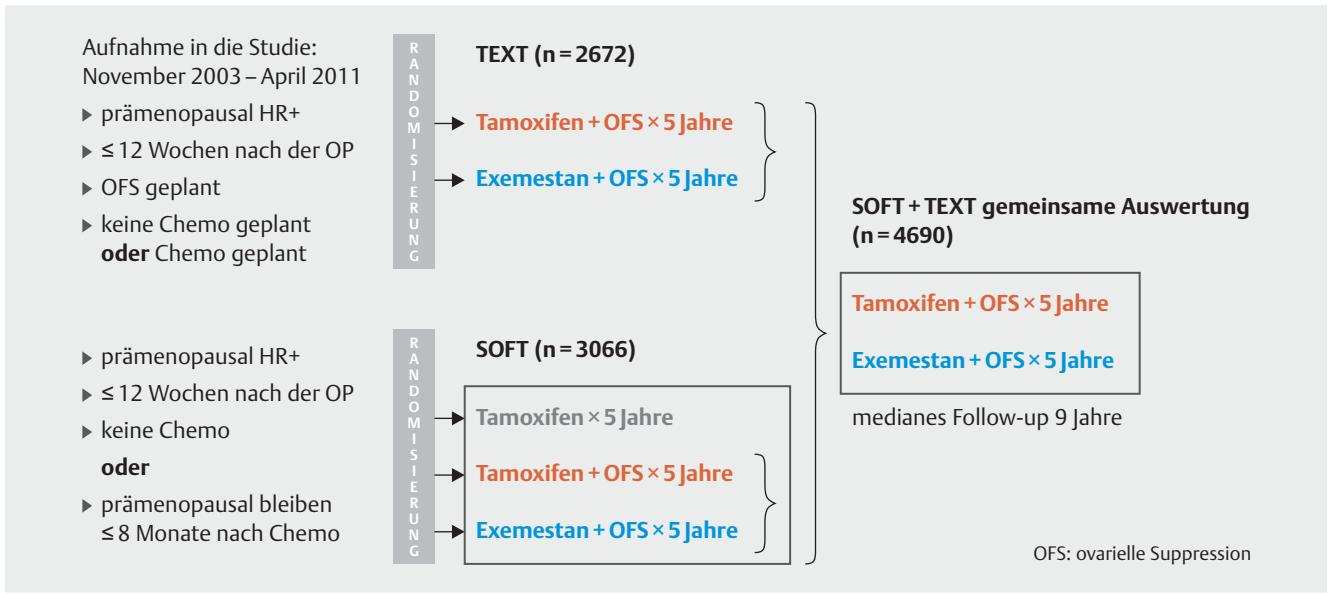 Aufnahme in die Studie:
November 2003 – April 2011
▶ prämenopausal HR+
▶ ≤ 12 Wochen nach der OP
▶ OFS geplant
▶ keine Chemo geplant
oder Chemo geplant
RANDOMISIERUNG
TEXT (n = 2672)
Tamoxifen + OFS × 5 Jahre
Exemestan + OFS × 5 Jahre
▶ prämenopausal HR+
▶ ≤ 12 Wochen nach der OP
▶ keine Chemo
oder
▶ prämenopausal bleiben
≤ 8 Monate nach Chemo
RANDOMISIERUNG
SOFT (n = 3066)
Tamoxifen × 5 Jahre
Tamoxifen + OFS × 5 Jahre
Exemestan + OFS × 5 Jahre
SOFT + TEXT gemeinsame Auswertung
(n = 4690)
Tamoxifen + OFS × 5 Jahre
Exemestan + OFS × 5 Jahre
medianes Follow-up 9 Jahre
OFS: ovarielle Suppression